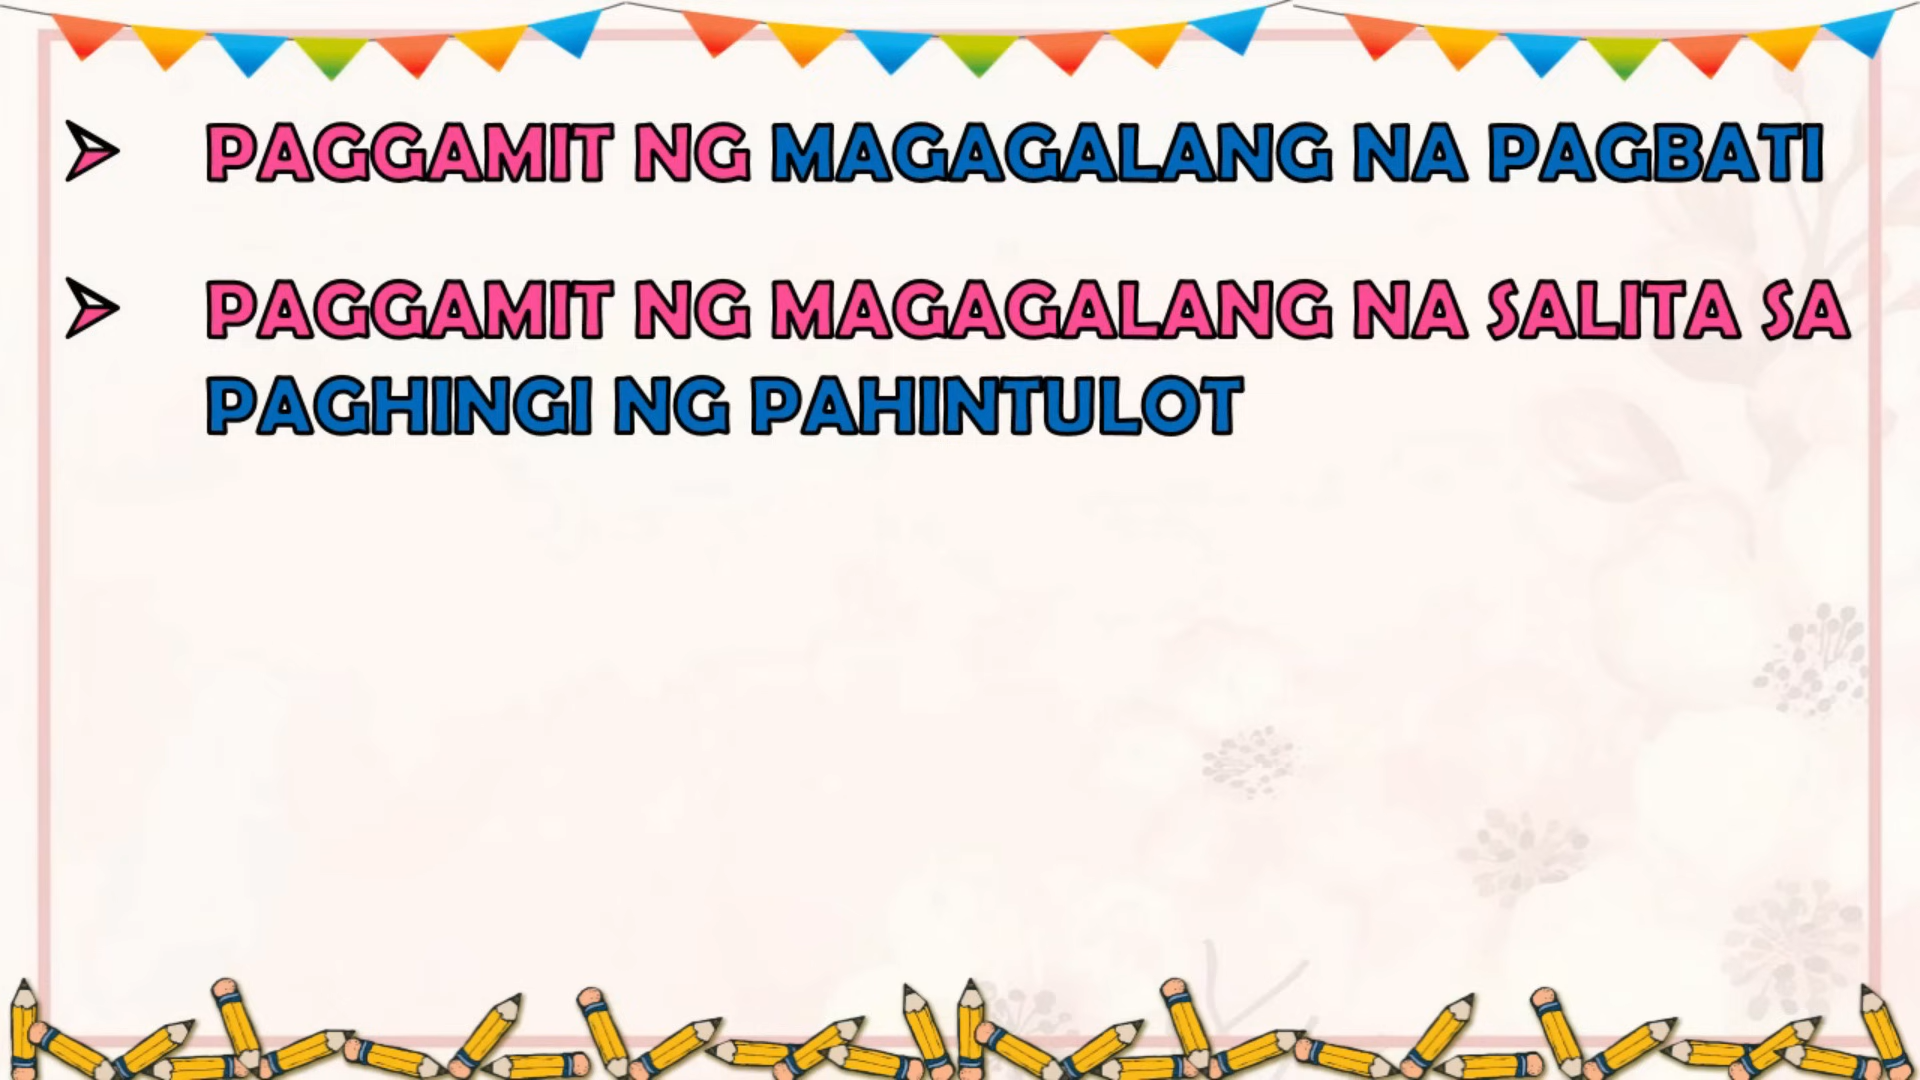 ➢ PAGGAMIT NG MAGAGALANG NA PAGBATI
➢ PAGGAMIT NG MAGAGALANG NA SALITA SA
PAGHINGI NG PAHINTULOT